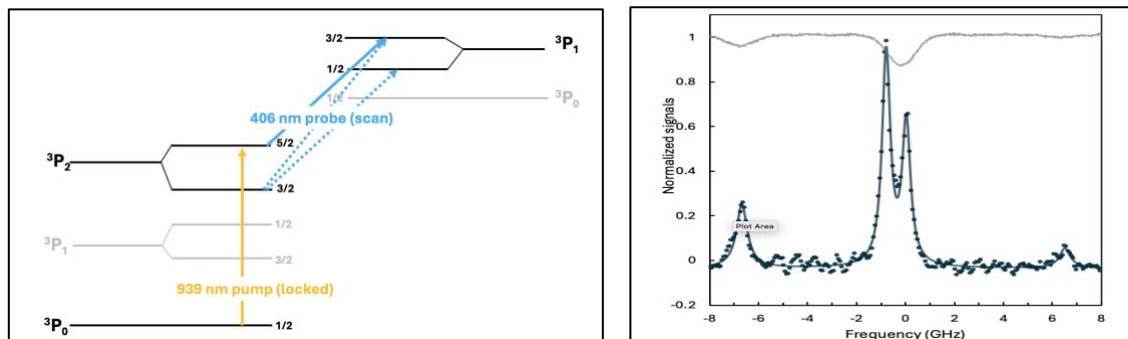 3/2
³P₁
1/2
1/2
³P₀
406 nm probe (scan)
5/2
³P₂
3/2
1/2
³P₁
3/2
939 nm pump (locked)
³P₀
1/2
1
0.8
0.6
0.4
0.2
0
-0.2
Normalized signals
Plot Area
-8
-6
-4
-2
0
2
4
6
8
Frequency (GHz)